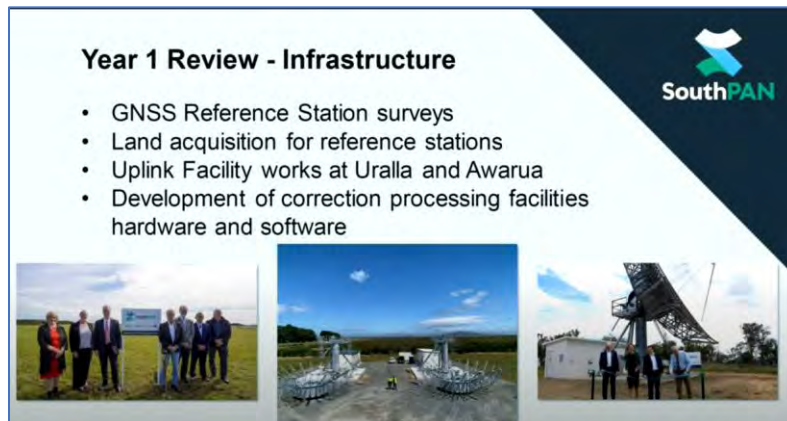 Year 1 Review - Infrastructure
SouthPAN
• GNSS Reference Station surveys
• Land acquisition for reference stations
• Uplink Facility works at Uralla and Awarua
• Development of correction processing facilities
hardware and software